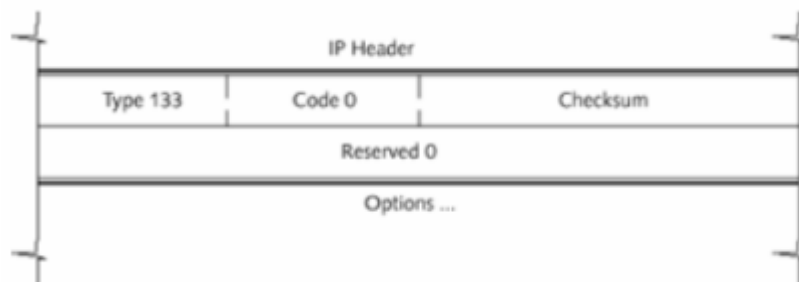 IP Header
Type 133 Code 0 Checksum
Reserved 0
Options ...